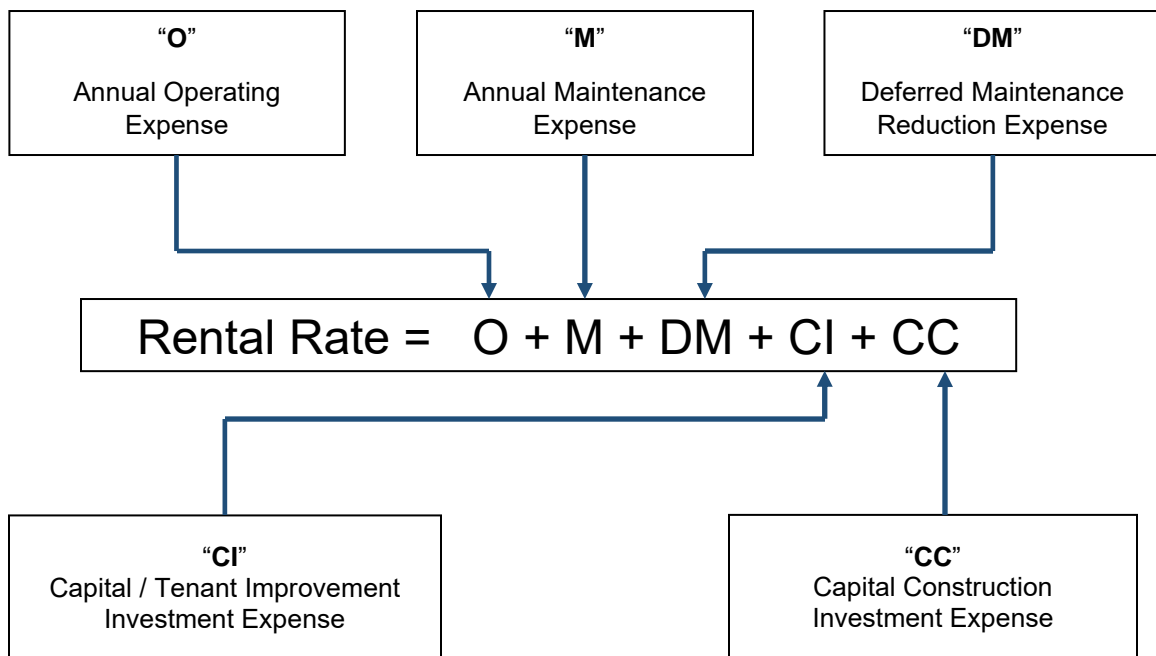 “O”
Annual Operating
Expense
“M”
Annual Maintenance
Expense
“DM”
Deferred Maintenance
Reduction Expense
Rental Rate = O + M + DM + CI + CC
“CI”
Capital / Tenant Improvement
Investment Expense
“CC”
Capital Construction
Investment Expense